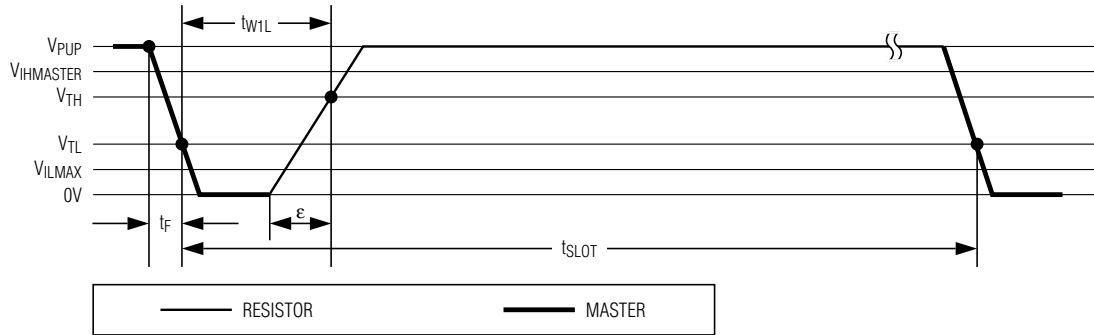 tW1L
VPUP
VIHMASTER
VTH
VTL
VILMAX
0V
tF
ε
tSLOT
RESISTOR MASTER